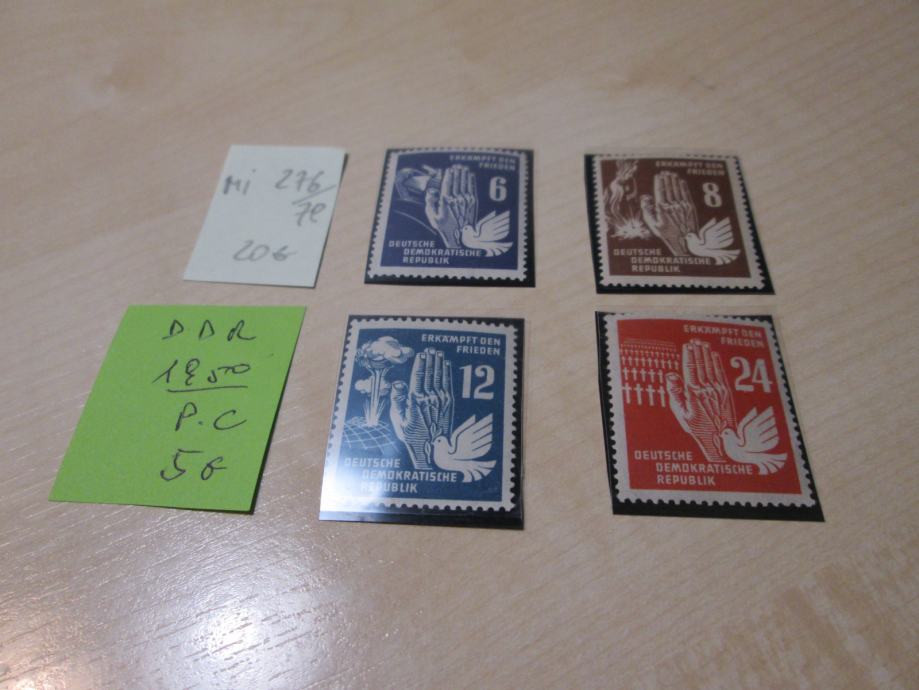 Mi 276/79
20€
DDR
1950
P.C
5€
ERKÄMPFT DEN
FRIEDEN
6
DEUTSCHE
DEMOKRATISCHE
REPUBLIK
ERKÄMPFT DEN
FRIEDEN
8
DEUTSCHE
DEMOKRATISCHE
REPUBLIK
ERKÄMPFT DEN
FRIEDEN
12
DEUTSCHE
DEMOKRATISCHE
REPUBLIK
ERKÄMPFT DEN
FRIEDEN
24
DEUTSCHE
DEMOKRATISCHE
REPUBLIK